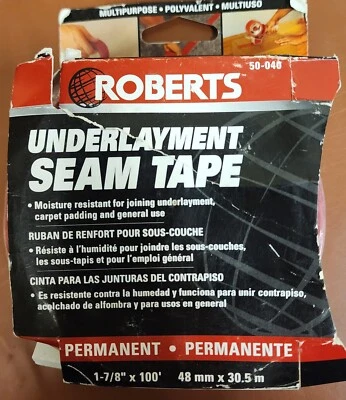 MULTIPURPOSE • POLYVALENT • MULTIUSO
50-040
ROBERTS
UNDERLAYMENT
SEAM TAPE
• Moisture resistant for joining underlayment,
carpet padding and general use
RUBAN DE RENFORT POUR SOUS-COUCHE
• Résiste à l'humidité pour joindre les sous-couches,
les sous-tapis et pour l'emploi général
CINTA PARA LAS JUNTURAS DEL CONTRAPISO
• Es resistente contra la humedad y funciona para unir contrapiso,
acolchado de alfombra y para usos en general
PERMANENT • PERMANENTE
1-7/8" x 100' 48 mm x 30.5 m